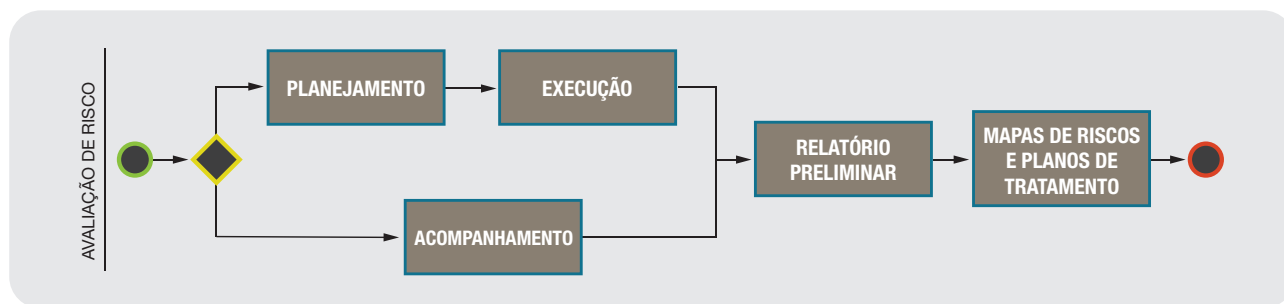 AVALIAÇÃO DE RISCO
PLANEJAMENTO
EXECUÇÃO
ACOMPANHAMENTO
RELATÓRIO
PRELIMINAR
MAPAS DE RISCOS
E PLANOS DE
TRATAMENTO